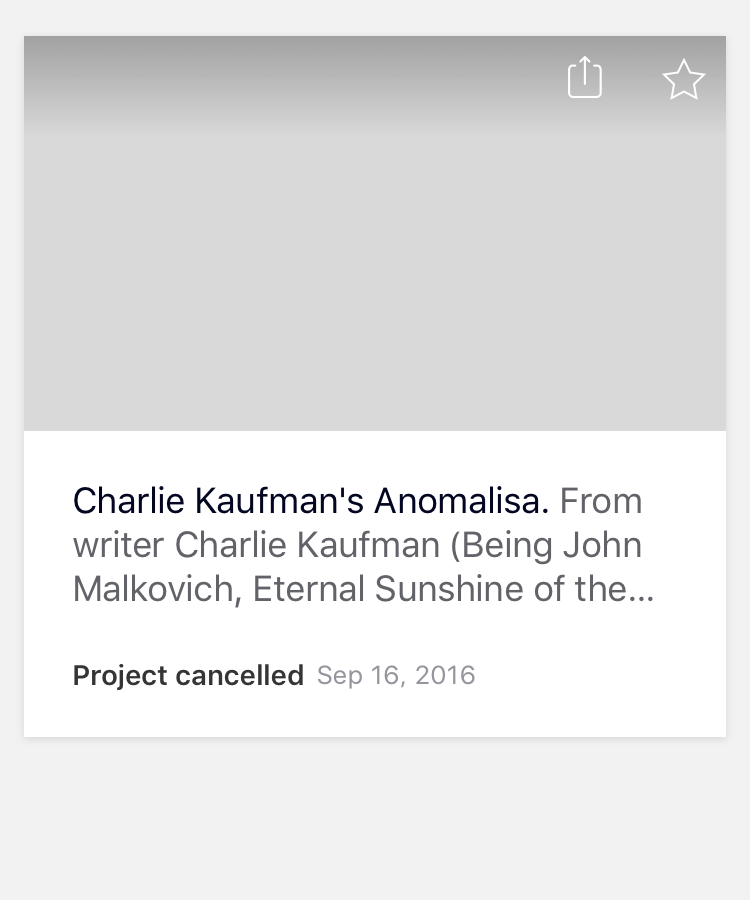 Charlie Kaufman's Anomalisa. From
writer Charlie Kaufman (Being John
Malkovich, Eternal Sunshine of the...
Project cancelled Sep 16, 2016